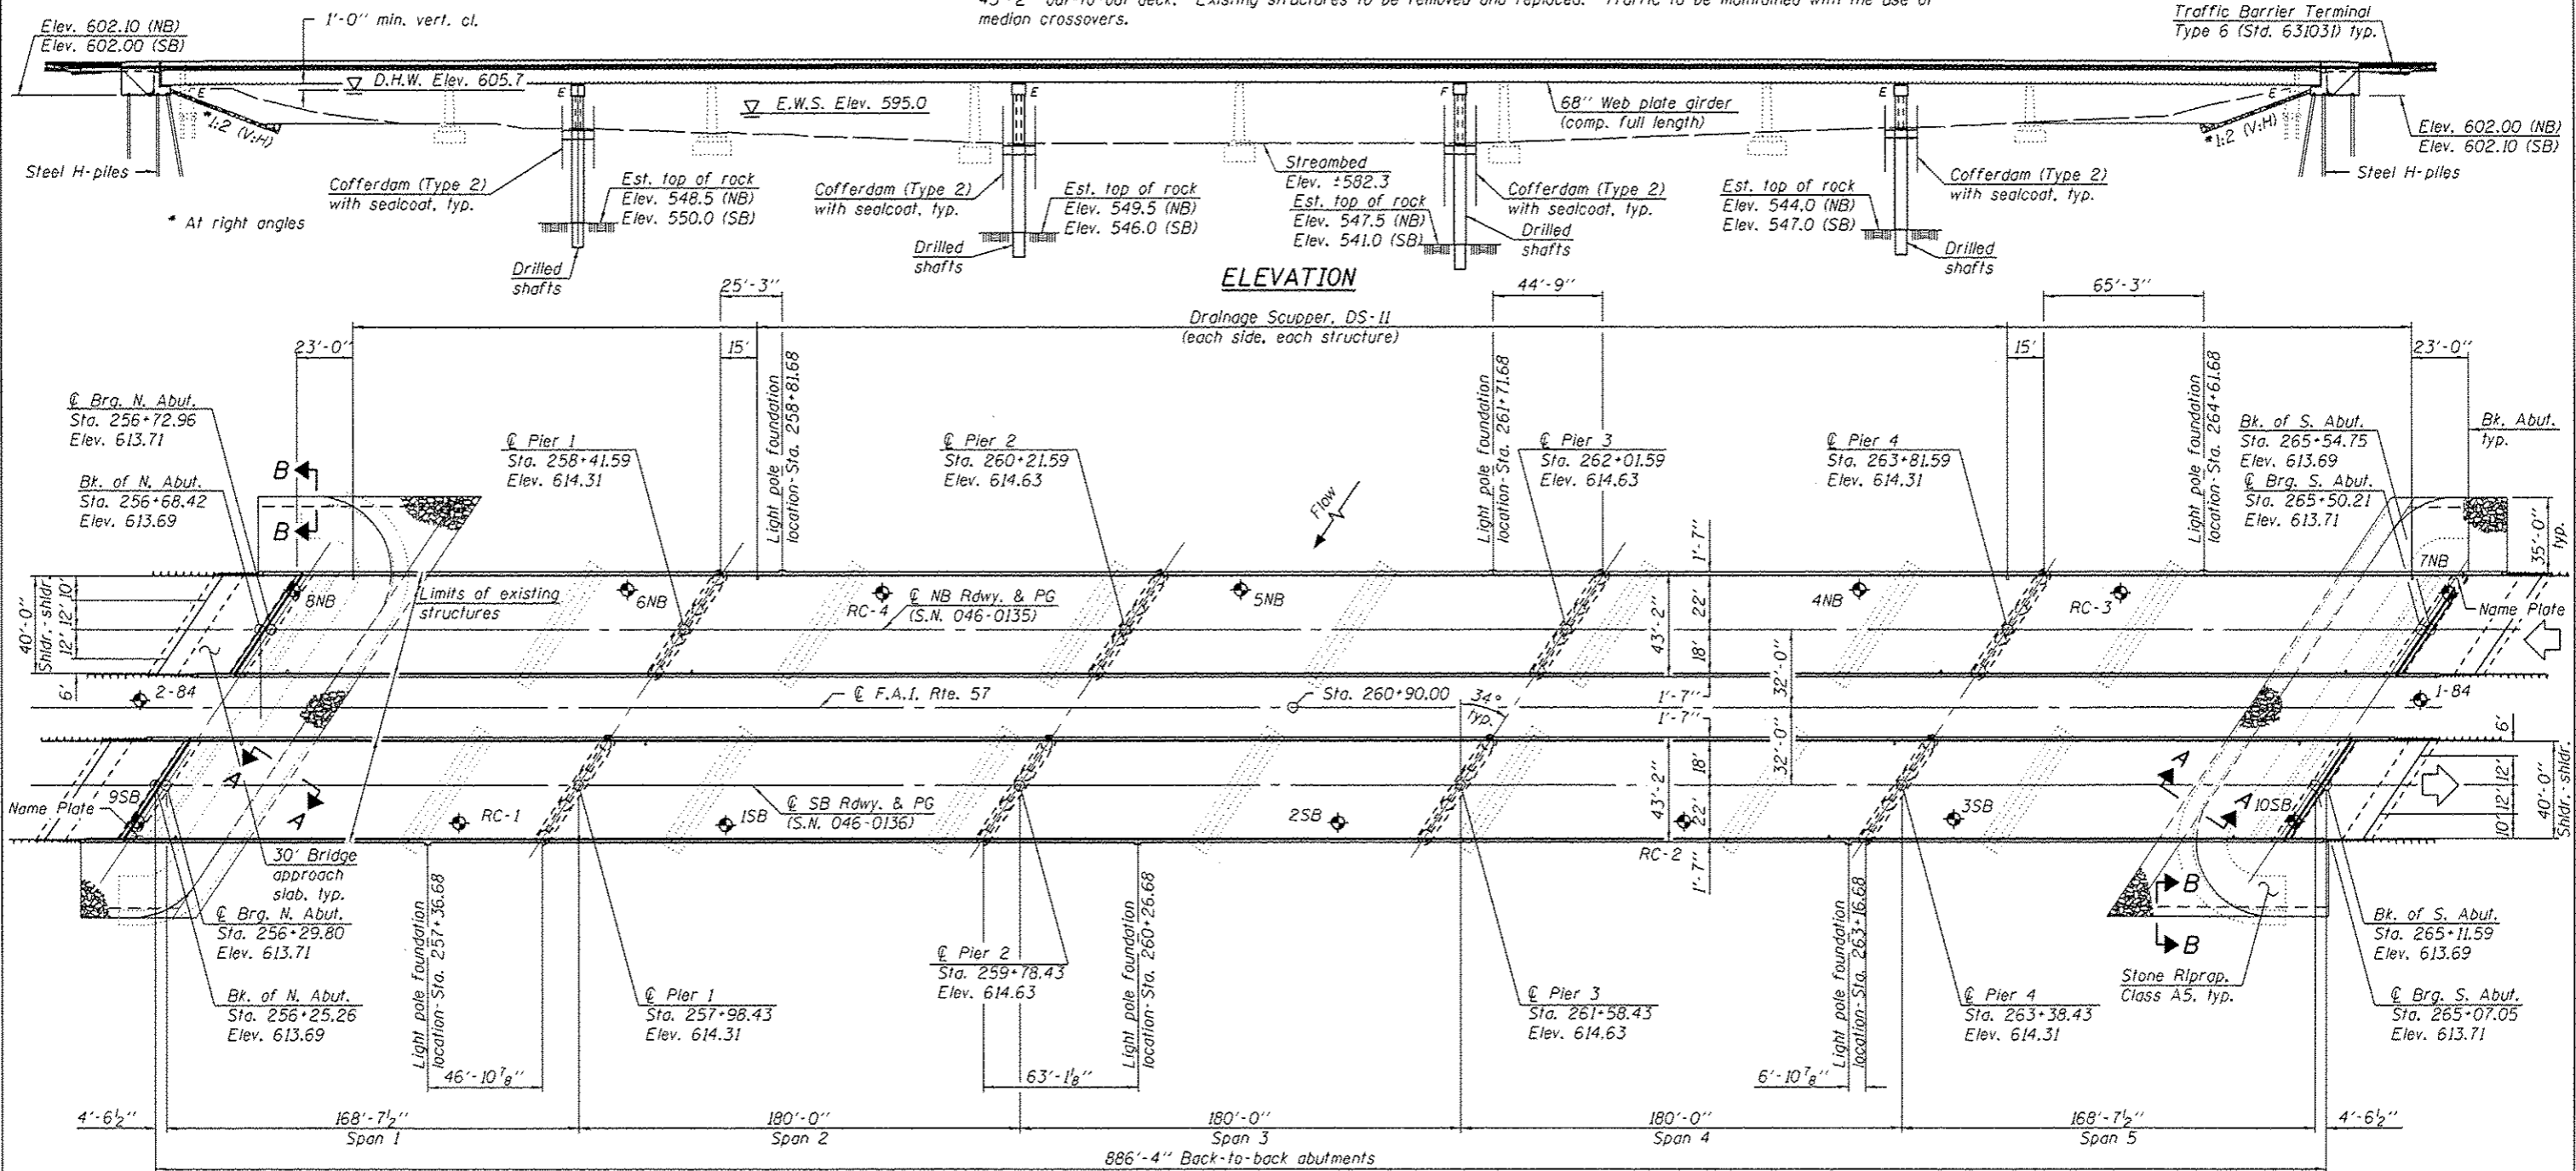 median crossovers.
Elev. 602.10 (NB)
Elev. 602.00 (SB)
1'-0" min. vert. cl.
Traffic Barrier Terminal
Type 6 (Std. 631031) typ.
D.H.W. Elev. 605.7
E.W.S. Elev. 595.0
E
E
E
F
E
E
68" Web plate girder
(comp. full length)
*1:2 (V:H)
*1:2 (V:H)
Elev. 602.00 (NB)
Elev. 602.10 (SB)
Steel H-piles
Steel H-piles
* At right angles
Cofferdam (Type 2)
with sealcoat, typ.
Est. top of rock
Elev. 548.5 (NB)
Elev. 550.0 (SB)
Drilled
shafts
Cofferdam (Type 2)
with sealcoat, typ.
Est. top of rock
Elev. 549.5 (NB)
Elev. 546.0 (SB)
Drilled
shafts
Streambed
Elev. ±582.3
Est. top of rock
Elev. 547.5 (NB)
Elev. 541.0 (SB)
Cofferdam (Type 2)
with sealcoat, typ.
Drilled
shafts
Est. top of rock
Elev. 544.0 (NB)
Elev. 547.0 (SB)
Cofferdam (Type 2)
with sealcoat, typ.
Drilled
shafts
ELEVATION
25'-3"
44'-9"
65'-3"
Drainage Scupper, DS-11
(each side, each structure)
23'-0"
15'
15'
23'-0"
Light pole foundation
location-Sta. 258+81.68
Light pole foundation
location-Sta. 261+71.68
Light pole foundation
location-Sta. 264+61.68
℄ Brg. N. Abut.
Sta. 256+72.96
Elev. 613.71
Bk. of N. Abut.
Sta. 256+68.42
Elev. 613.69
B
B
℄ Pier 1
Sta. 258+41.59
Elev. 614.31
℄ Pier 2
Sta. 260+21.59
Elev. 614.63
℄ Pier 3
Sta. 262+01.59
Elev. 614.63
℄ Pier 4
Sta. 263+81.59
Elev. 614.31
Bk. of S. Abut.
Sta. 265+54.75
Elev. 613.69
℄ Brg. S. Abut.
Sta. 265+50.21
Elev. 613.71
Bk. Abut.
typ.
Flow
35'-0"
typ.
40'-0"
Shldr.-shldr.
12' 12' 10'
6'
8NB
Limits of existing
structures
6NB
RC-4
℄ NB Rdwy. & PG
(S.N. 046-0135)
5NB
1'-7"
43'-2"
18' 22'
4NB
RC-3
7NB
Name Plate
2-84
℄ F.A.I. Rte. 57
Sta. 260+90.00
34°
typ.
1'-7"
1'-7"
32'-0"
32'-0"
1-84
6'
Name Plate
9SB
A
A
RC-1
1SB
℄ SB Rdwy. & PG
(S.N. 046-0136)
2SB
43'-2"
22' 18'
1'-7"
RC-2
3SB
A
A
10SB
10' 12' 12'
40'-0"
Shldr.-shldr.
30' Bridge
approach
slab, typ.
℄ Brg. N. Abut.
Sta. 256+29.80
Elev. 613.71
Bk. of N. Abut.
Sta. 256+25.26
Elev. 613.69
Light pole foundation
location-Sta. 257+36.68
℄ Pier 1
Sta. 257+98.43
Elev. 614.31
℄ Pier 2
Sta. 259+78.43
Elev. 614.63
Light pole foundation
location-Sta. 260+26.68
℄ Pier 3
Sta. 261+58.43
Elev. 614.63
Light pole foundation
location-Sta. 263+16.68
℄ Pier 4
Sta. 263+38.43
Elev. 614.31
B
B
Stone Riprap,
Class A5, typ.
Bk. of S. Abut.
Sta. 265+11.59
Elev. 613.69
℄ Brg. S. Abut.
Sta. 265+07.05
Elev. 613.71
46'-10⅞"
63'-1⅛"
6'-10⅞"
4'-6½"
168'-7½"
Span 1
180'-0"
Span 2
180'-0"
Span 3
180'-0"
Span 4
168'-7½"
Span 5
4'-6½"
886'-4" Back-to-back abutments